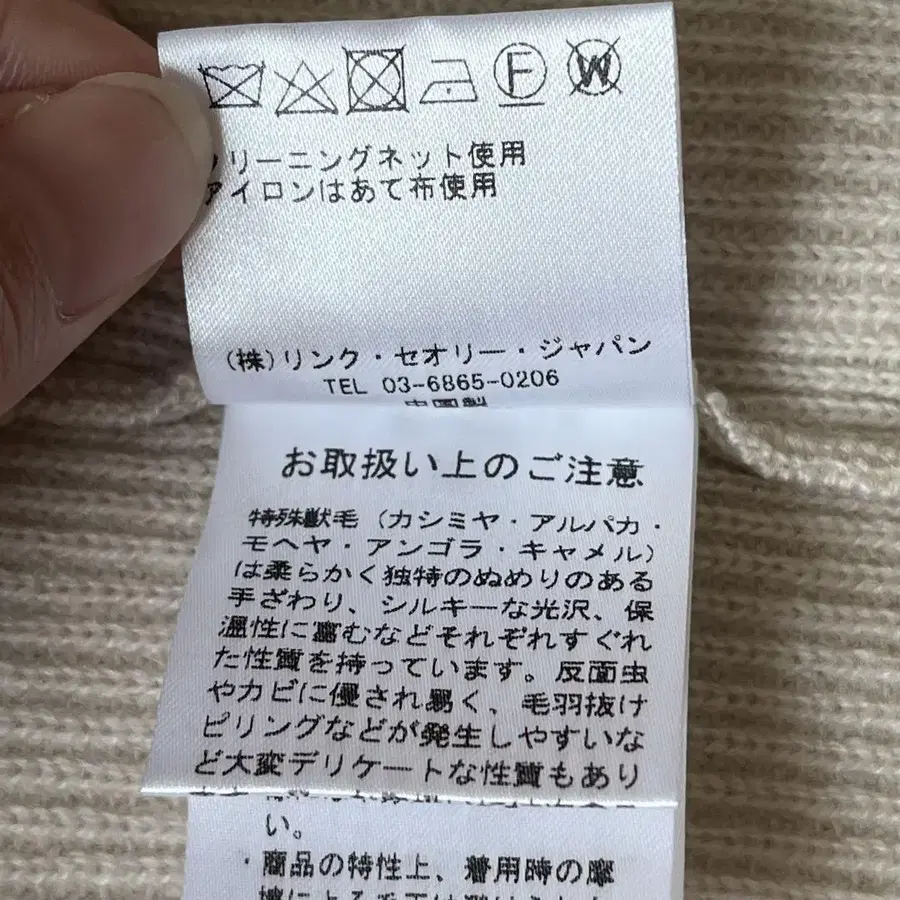 F W
クリーニングネット使用
アイロンはあて布使用
(株)リンク・セオリー・ジャパン
TEL 03-6865-0206
中国製
お取扱い上のご注意
特殊獣毛(カシミヤ・アルパカ・
モヘヤ・アンゴラ・キャメル)
は柔らかく独特のぬめりのある
手ざわり、シルキーな光沢、保
温性に富むなどそれぞれすぐれ
た性質を持っています。反面虫
やカビに侵され易く、毛羽抜け
ピリングなどが発生しやすいな
ど大変デリケートな性質もあり
い。
・商品の特性上、着用時の摩